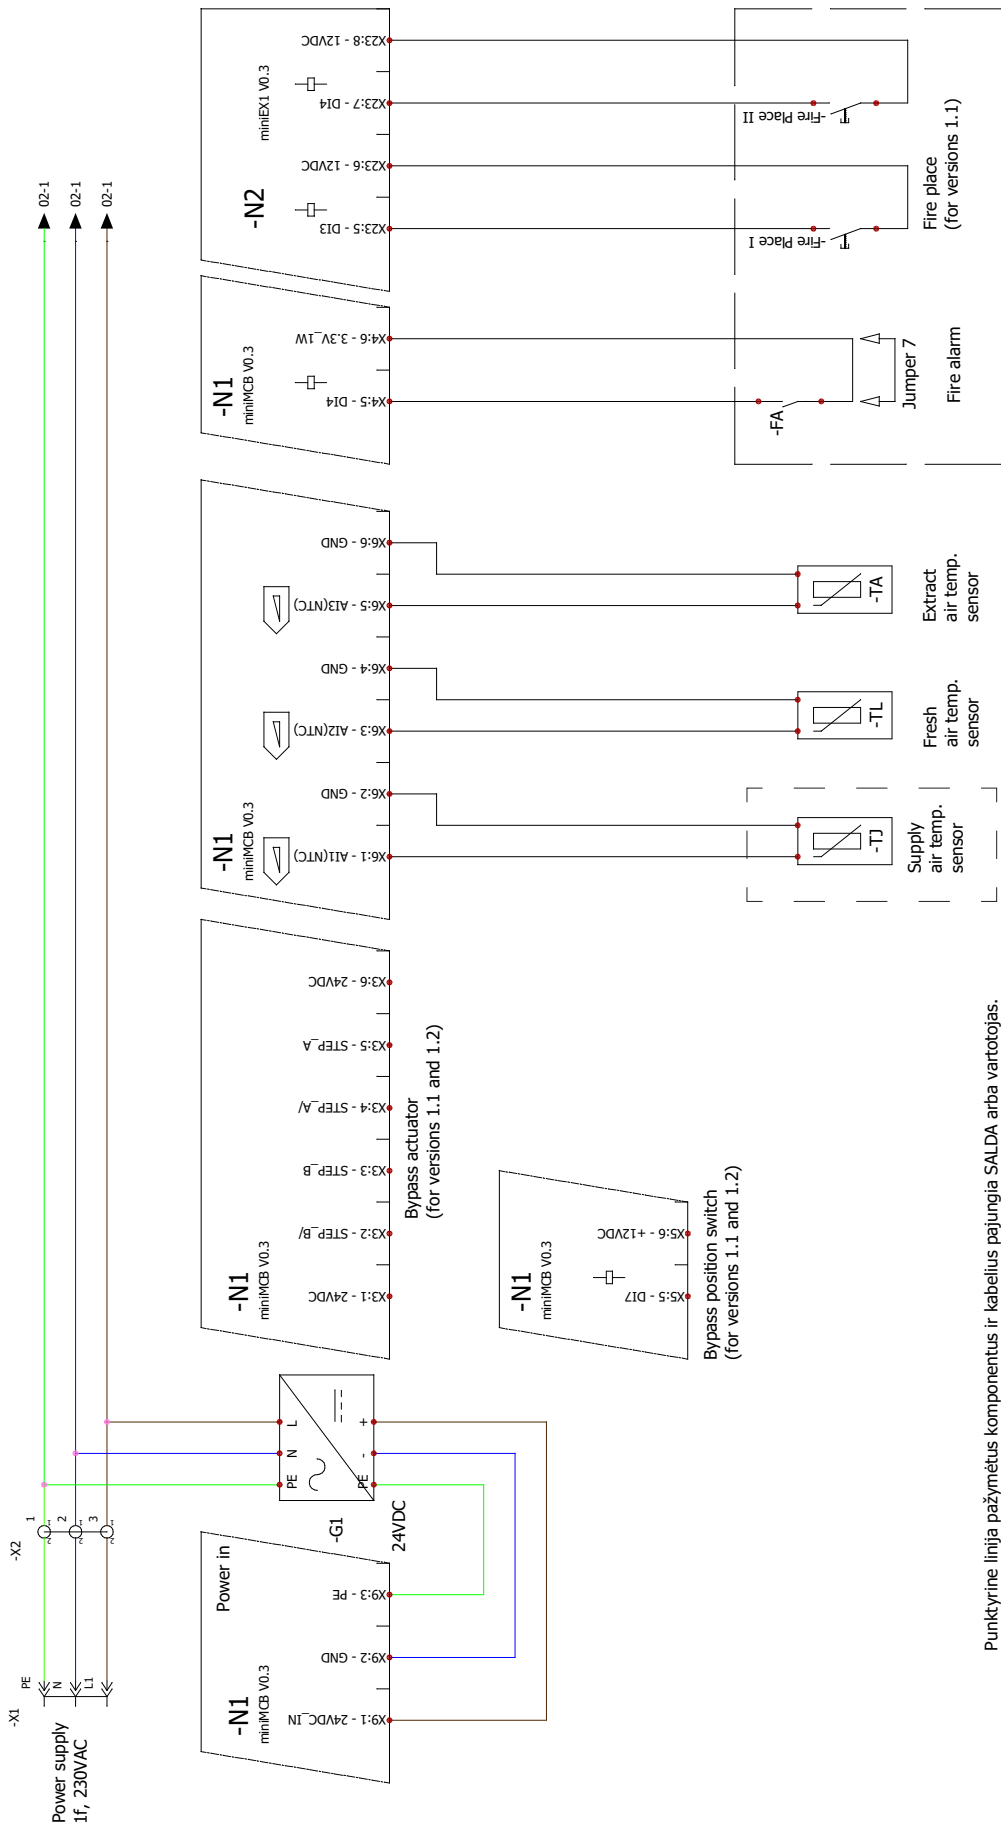 -X1
PE
N
L1
Power supply
1f, 230VAC
-X2
1
2
3
1
2
1
2
1
2
02-1
02-1
02-1
-N1
miniMCB V0.3
Power in
X9:1 - 24VDC_IN
X9:2 - GND
X9:3 - PE
-G1
24VDC
PE
N
L
PE
-
+
-N1
miniMCB V0.3
X3:1 - 24VDC
X3:2 - STEP_B/
X3:3 - STEP_B
X3:4 - STEP_A/
X3:5 - STEP_A
X3:6 - 24VDC
Bypass actuator
(for versions 1.1 and 1.2)
-N1
miniMCB V0.3
X5:5 - DI7
X5:6 - +12VDC
Bypass position switch
(for versions 1.1 and 1.2)
-N1
miniMCB V0.3
X6:1 - AI1(NTC)
X6:2 - GND
X6:3 - AI2(NTC)
X6:4 - GND
X6:5 - AI3(NTC)
X6:6 - GND
-TJ
Supply
air temp.
sensor
-TL
Fresh
air temp.
sensor
-TA
Extract
air temp.
sensor
-N1
miniMCB V0.3
X4:5 - DI4
X4:6 - 3.3V_1W
-FA
Jumper 7
Fire alarm
-N2
miniEX1 V0.3
X23:5 - DI3
X23:6 - 12VDC
X23:7 - DI4
X23:8 - 12VDC
-Fire Place I
-Fire Place II
Fire place
(for versions 1.1)
Punktyrine linija pažymėtus komponentus ir kabelius pajungia SALDA arba vartotojas.